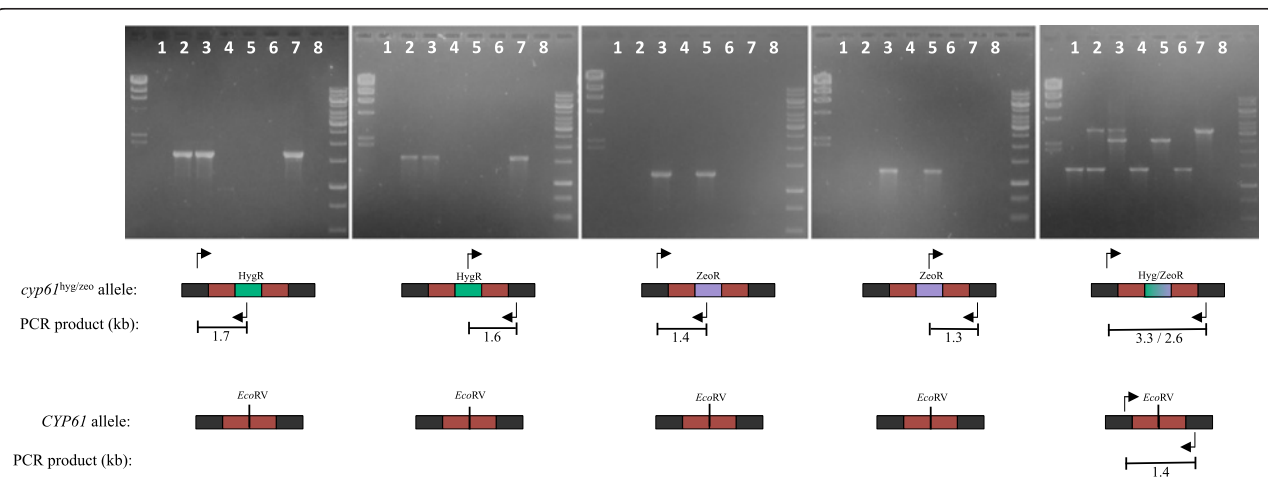 1 2 3 4 5 6 7 8 1 2 3 4 5 6 7 8 1 2 3 4 5 6 7 8 1 2 3 4 5 6 7 8 1 2 3 4 5 6 7 8
cyp61hyg/zeo allele: HygR HygR ZeoR ZeoR Hyg/ZeoR
PCR product (kb): 1.7 1.6 1.4 1.3 3.3 / 2.6
CYP61 allele: EcoRV EcoRV EcoRV EcoRV EcoRV
PCR product (kb): 1.4